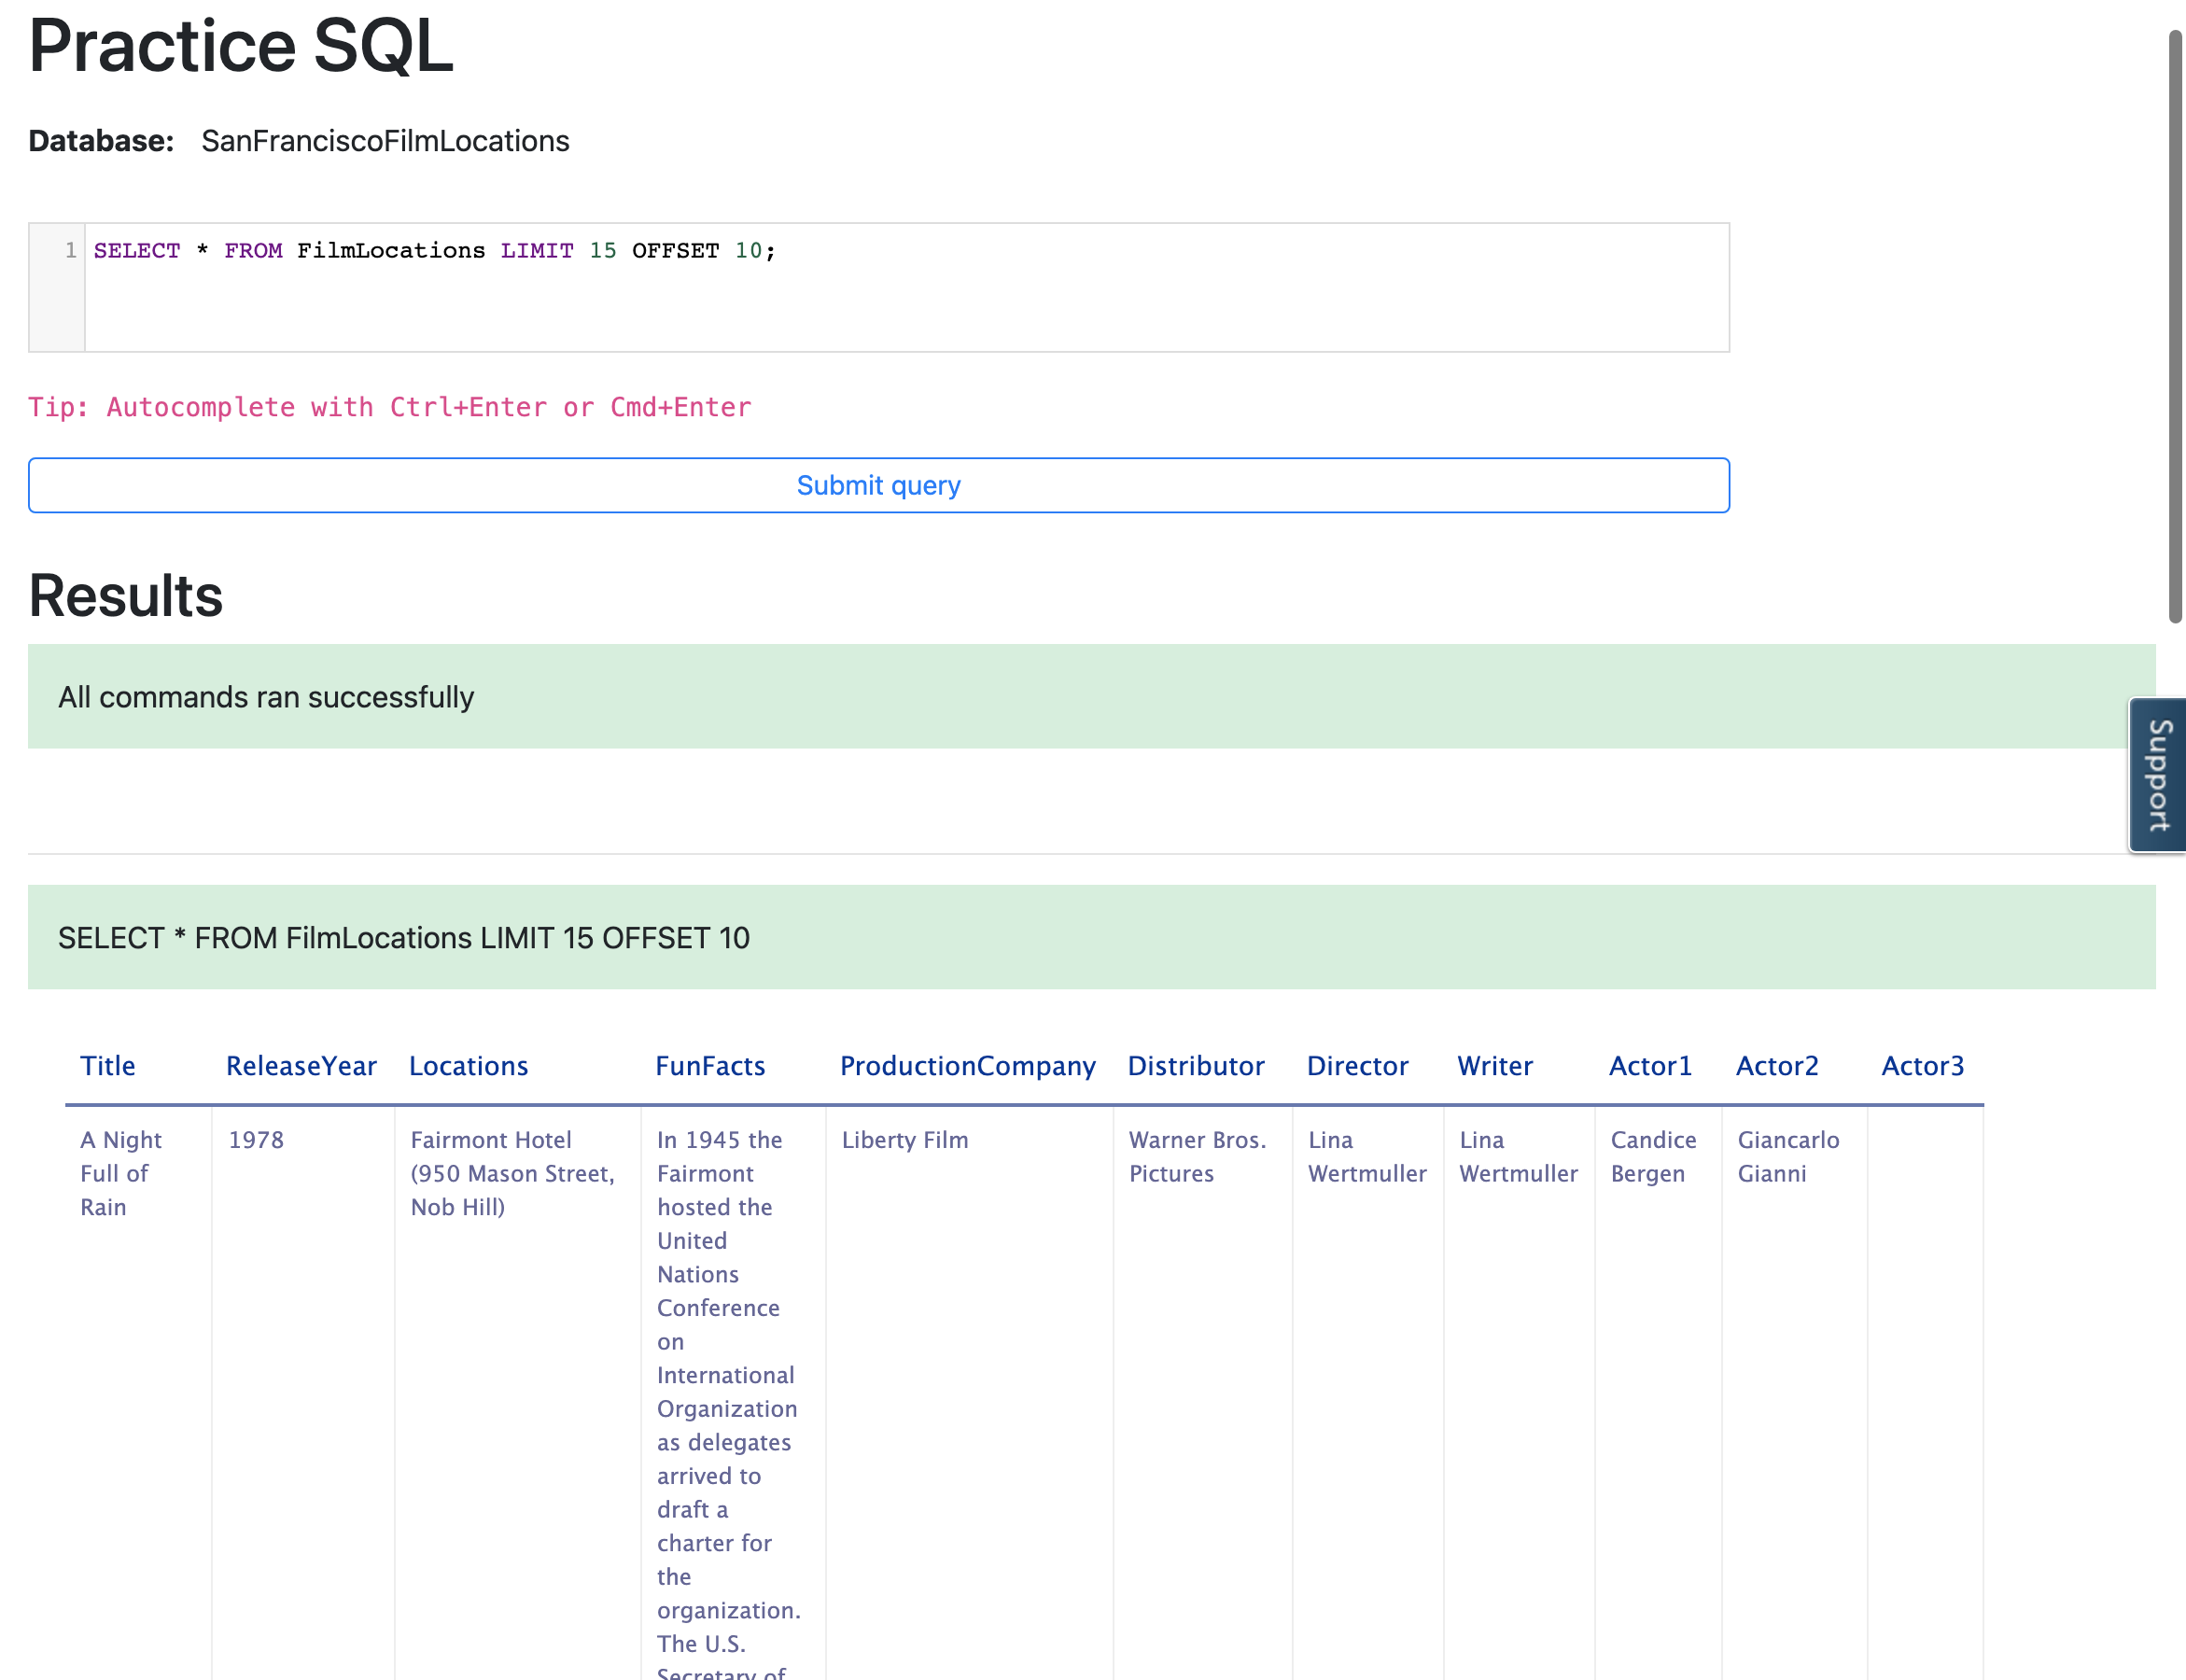 Practice SQL
Database: SanFranciscoFilmLocations
1 SELECT * FROM FilmLocations LIMIT 15 OFFSET 10;
Tip: Autocomplete with Ctrl+Enter or Cmd+Enter
Submit query
Results
All commands ran successfully
Support
SELECT * FROM FilmLocations LIMIT 15 OFFSET 10
Title ReleaseYear Locations FunFacts ProductionCompany Distributor Director Writer Actor1 Actor2 Actor3
A Night 1978 Fairmont Hotel In 1945 the Liberty Film Warner Bros. Lina Lina Candice Giancarlo
Full of (950 Mason Street, Fairmont Pictures Wertmuller Wertmuller Bergen Gianni
Rain Nob Hill) hosted the
United
Nations
Conference
on
International
Organization
as delegates
arrived to
draft a
charter for
the
organization.
The U.S.
Secretary of